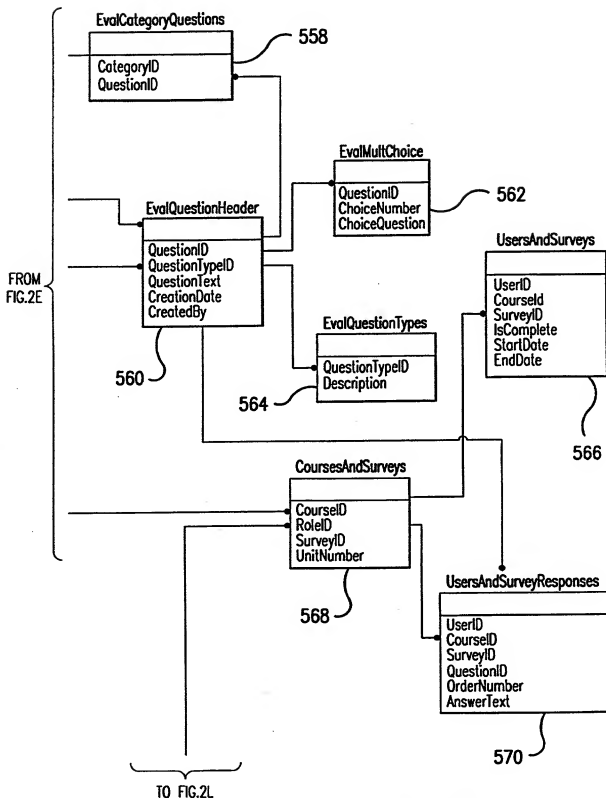 EvalCategoryQuestions
558
CategoryID
QuestionID
EvalMultChoice
QuestionID
ChoiceNumber
ChoiceQuestion
562
EvalQuestionHeader
QuestionID
QuestionTypeID
QuestionText
CreationDate
CreatedBy
560
FROM
FIG.2E
UsersAndSurveys
UserID
CourseId
SurveyID
IsComplete
StartDate
EndDate
566
EvalQuestionTypes
QuestionTypeID
Description
564
CoursesAndSurveys
CourseID
RoleID
SurveyID
UnitNumber
568
UsersAndSurveyResponses
UserID
CourseID
SurveyID
QuestionID
OrderNumber
AnswerText
570
TO FIG.2L